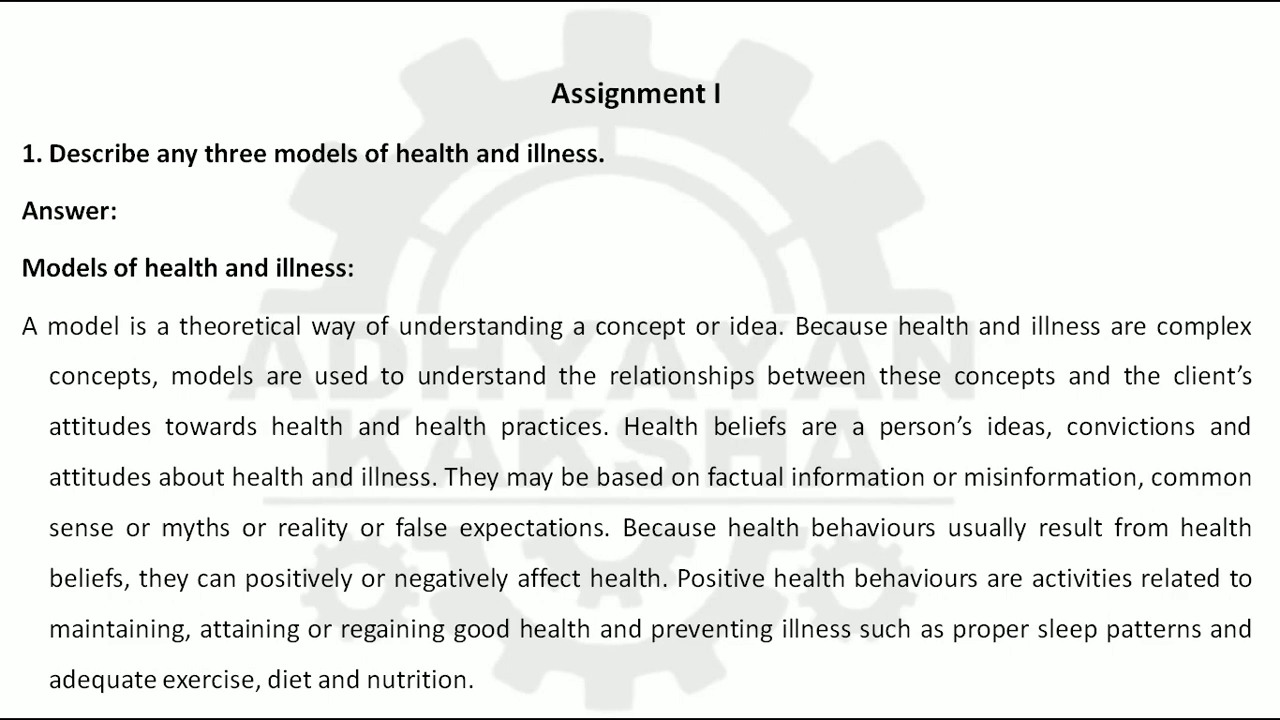 Assignment I
1. Describe any three models of health and illness.
Answer:
Models of health and illness:
A model is a theoretical way of understanding a concept or idea. Because health and illness are complex
concepts, models are used to understand the relationships between these concepts and the client’s
attitudes towards health and health practices. Health beliefs are a person’s ideas, convictions and
attitudes about health and illness. They may be based on factual information or misinformation, common
sense or myths or reality or false expectations. Because health behaviours usually result from health
beliefs, they can positively or negatively affect health. Positive health behaviours are activities related to
maintaining, attaining or regaining good health and preventing illness such as proper sleep patterns and
adequate exercise, diet and nutrition.
ADHYAYAN
KAKSHA